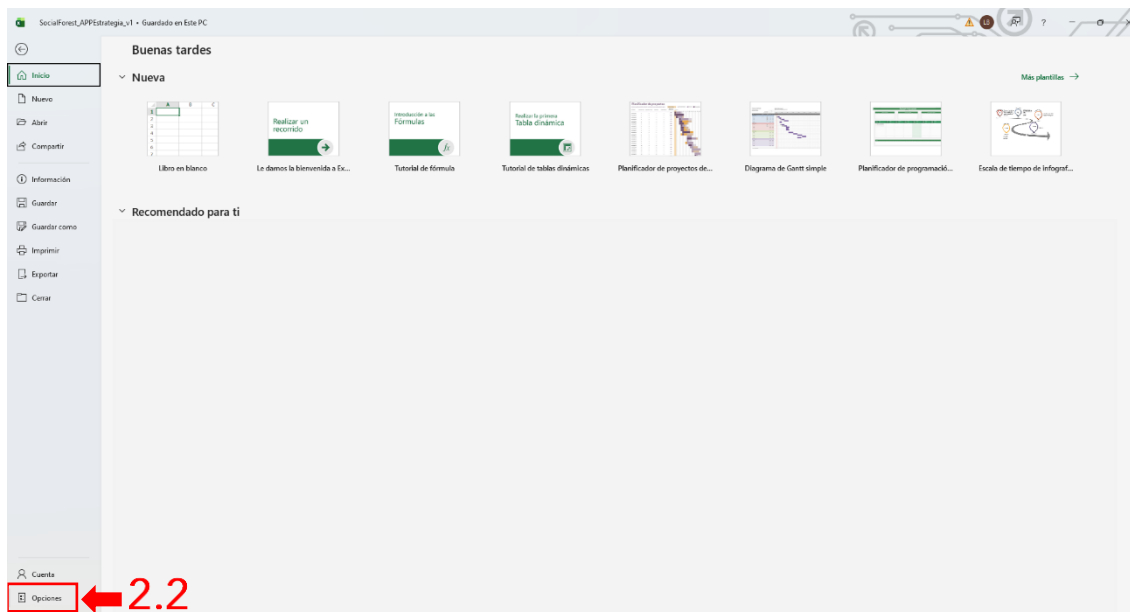 SocialForest_APPEstrategia_v1 • Guardado en Este PC
LS
?
Buenas tardes
Inicio
Nueva
Más plantillas
Nuevo
Abrir
Compartir
Realizar un
recorrido
Introducción a las
Fórmulas
fx
Realizar la primera
Tabla dinámica
Libro en blanco
Le damos la bienvenida a Ex...
Tutorial de fórmula
Tutorial de tablas dinámicas
Planificador de proyectos de...
Diagrama de Gantt simple
Planificador de programació...
Escala de tiempo de infograf...
Información
Guardar
Recomendado para ti
Guardar como
Imprimir
Exportar
Cerrar
Cuenta
Opciones
2.2